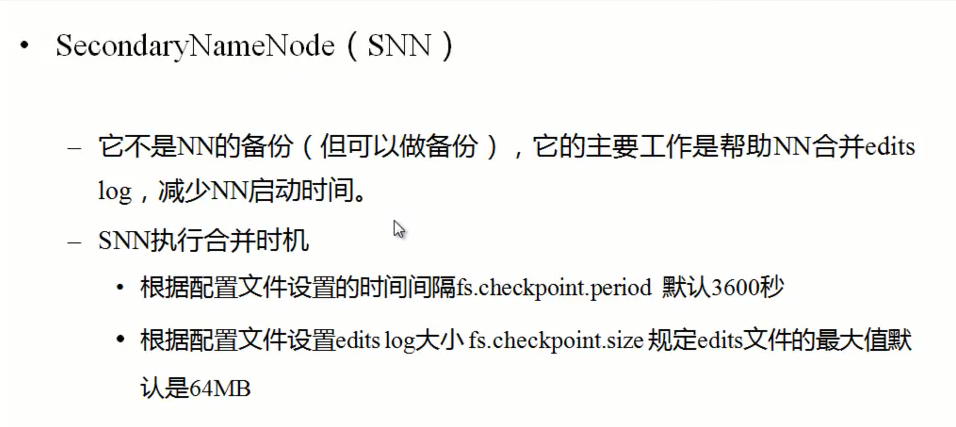 • SecondaryNameNode（SNN）
– 它不是NN的备份（但可以做备份），它的主要工作是帮助NN合并edits
log，减少NN启动时间。
– SNN执行合并时机
• 根据配置文件设置的时间间隔fs.checkpoint.period 默认3600秒
• 根据配置文件设置edits log大小 fs.checkpoint.size 规定edits文件的最大值默
认是64MB